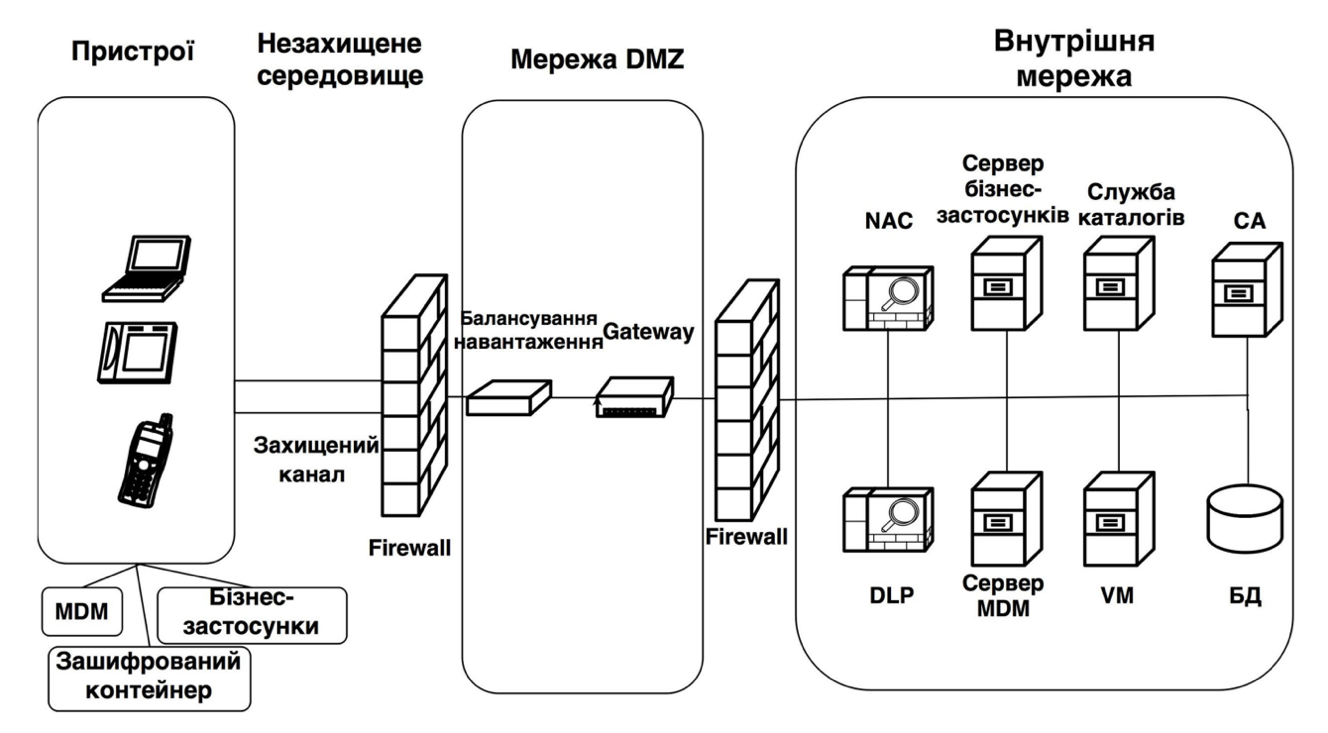 Пристрої
Незахищене
середовище
Мережа DMZ
Внутрішня
мережа
NAC
Сервер
бізнес-
застосунків
Служба
каталогів
CA
Балансування
навантаження
Gateway
Захищений
канал
Firewall
Firewall
DLP
Сервер
MDM
VM
БД
MDM
Бізнес-
застосунки
Зашифрований
контейнер